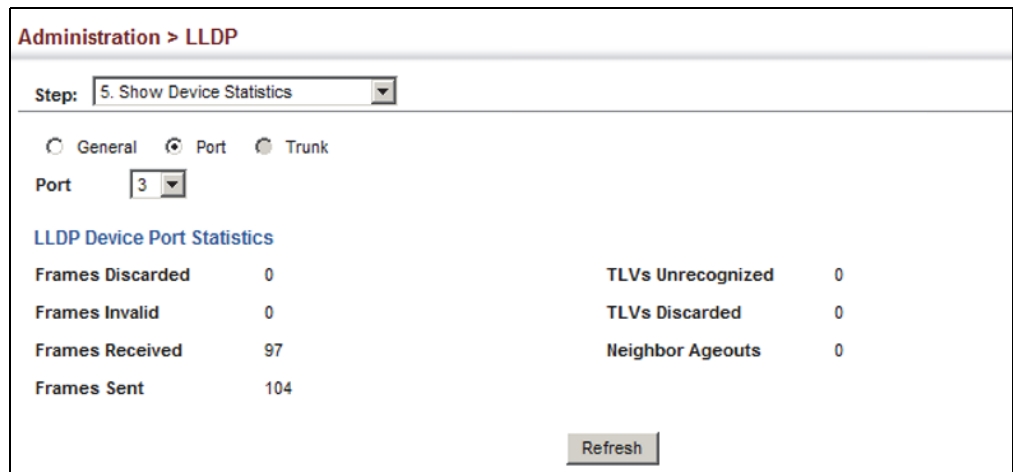 Administration > LLDP
Step: 5. Show Device Statistics
General Port Trunk
Port 3
LLDP Device Port Statistics
Frames Discarded 0 TLVs Unrecognized 0
Frames Invalid 0 TLVs Discarded 0
Frames Received 97 Neighbor Ageouts 0
Frames Sent 104
Refresh